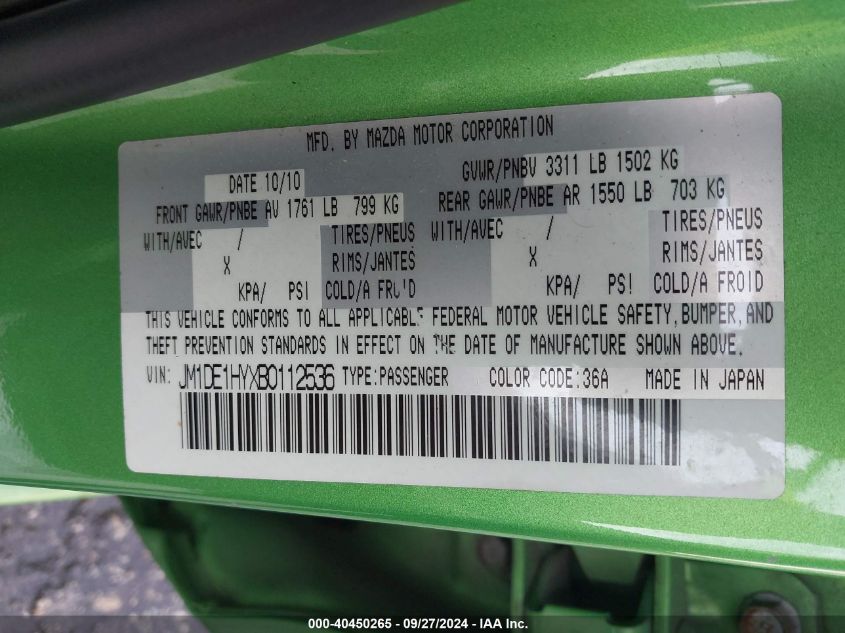 MFD. BY MAZDA MOTOR CORPORATION
DATE 10/10 GVWR/PNBV 3311 LB 1502 KG
FRONT GAWR/PNBE AV 1761 LB 799 KG REAR GAWR/PNBE AR 1550 LB 703 KG
WITH/AVEC / TIRES/PNEUS WITH/AVEC / TIRES/PNEUS
X RIMS/JANTES X RIMS/JANTES
KPA/ PSI COLD/A FROID KPA/ PSI COLD/A FROID
THIS VEHICLE CONFORMS TO ALL APPLICABLE FEDERAL MOTOR VEHICLE SAFETY, BUMPER, AND
THEFT PREVENTION STANDARDS IN EFFECT ON THE DATE OF MANUFACTURE SHOWN ABOVE.
VIN: JM1DE1HYXB0112536 TYPE:PASSENGER COLOR CODE:36A MADE IN JAPAN
000-40450265 - 09/27/2024 - IAA Inc.